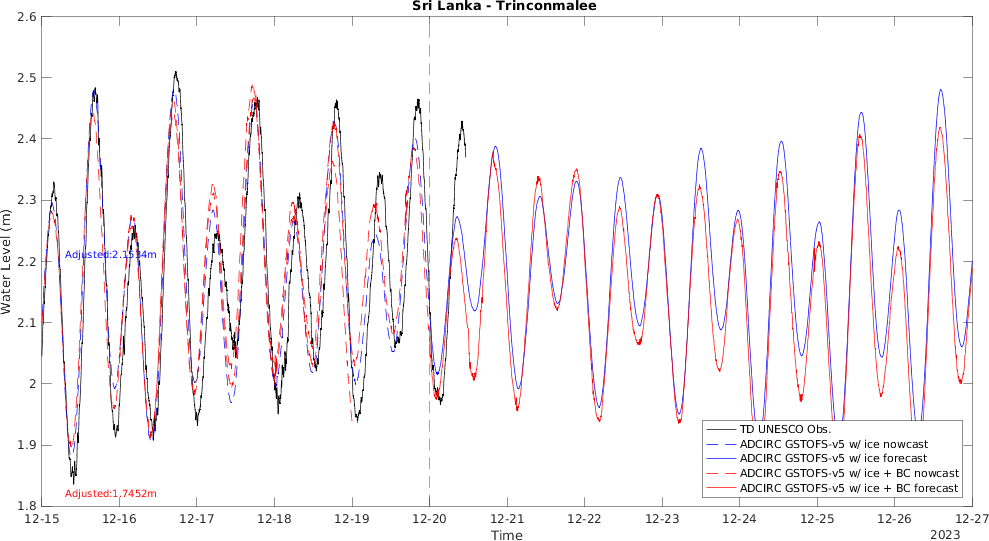 Sri Lanka - Trinconmalee
2.6
2.5
2.4
2.3
2.2
2.1
2
1.9
1.8
Water Level (m)
Adjusted:2.1534m
Adjusted:1.7452m
TD UNESCO Obs.
ADCIRC GSTOFS-v5 w/ ice nowcast
ADCIRC GSTOFS-v5 w/ ice forecast
ADCIRC GSTOFS-v5 w/ ice + BC nowcast
ADCIRC GSTOFS-v5 w/ ice + BC forecast
12-15 12-16 12-17 12-18 12-19 12-20 12-21 12-22 12-23 12-24 12-25 12-26 12-27
Time
2023